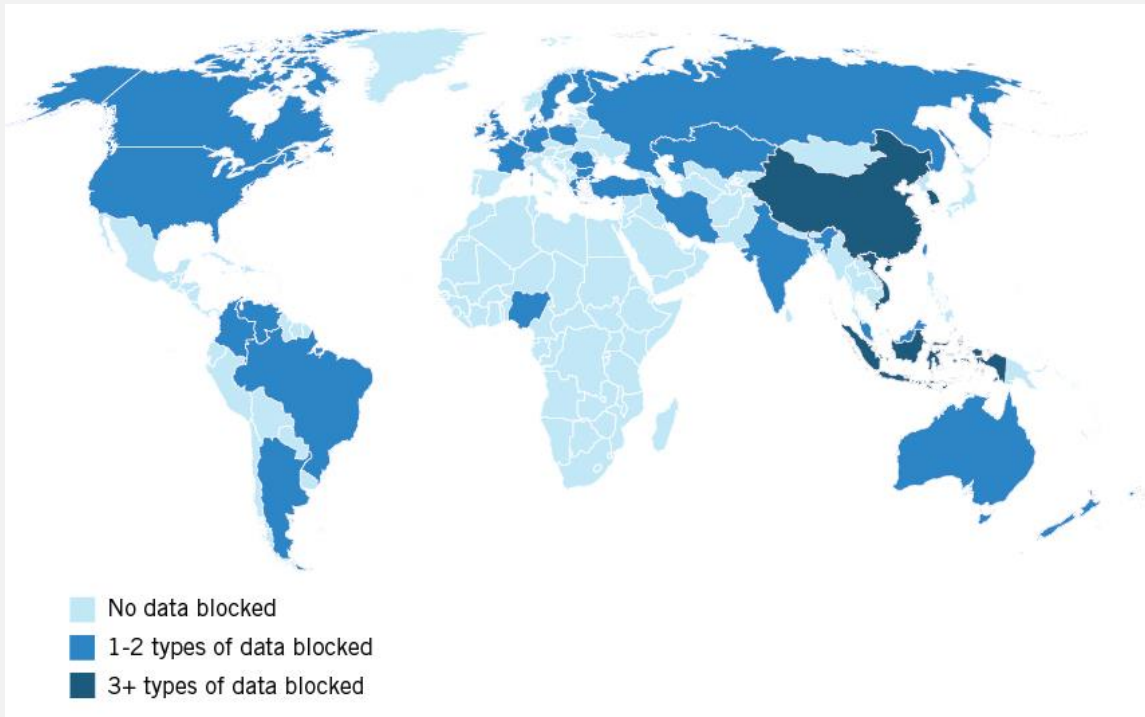 No data blocked
1-2 types of data blocked
3+ types of data blocked